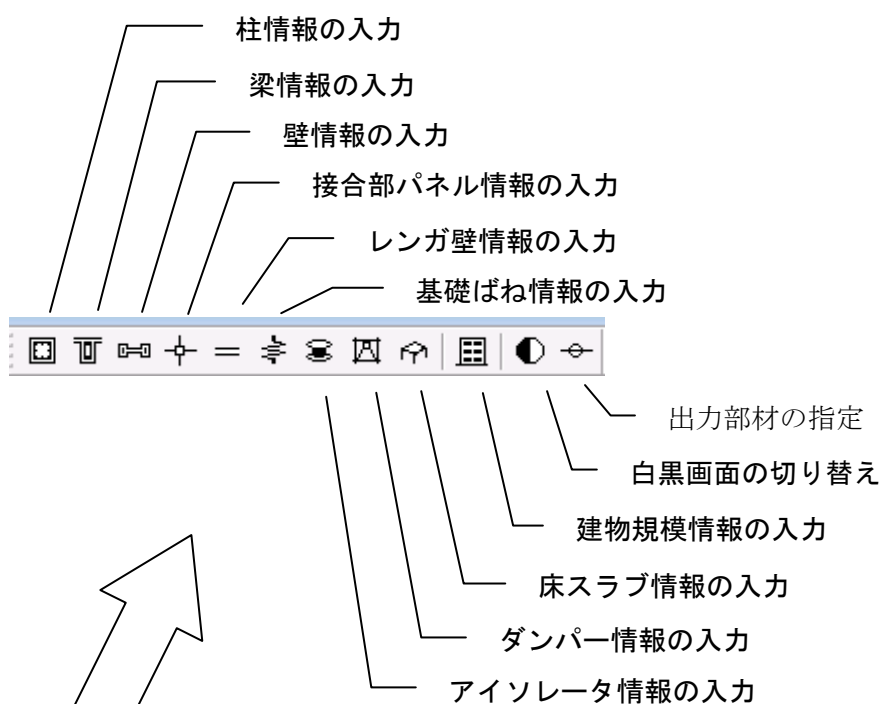 柱情報の入力
梁情報の入力
壁情報の入力
接合部パネル情報の入力
レンガ壁情報の入力
基礎ばね情報の入力
出力部材の指定
白黒画面の切り替え
建物規模情報の入力
床スラブ情報の入力
ダンパー情報の入力
アイソレータ情報の入力